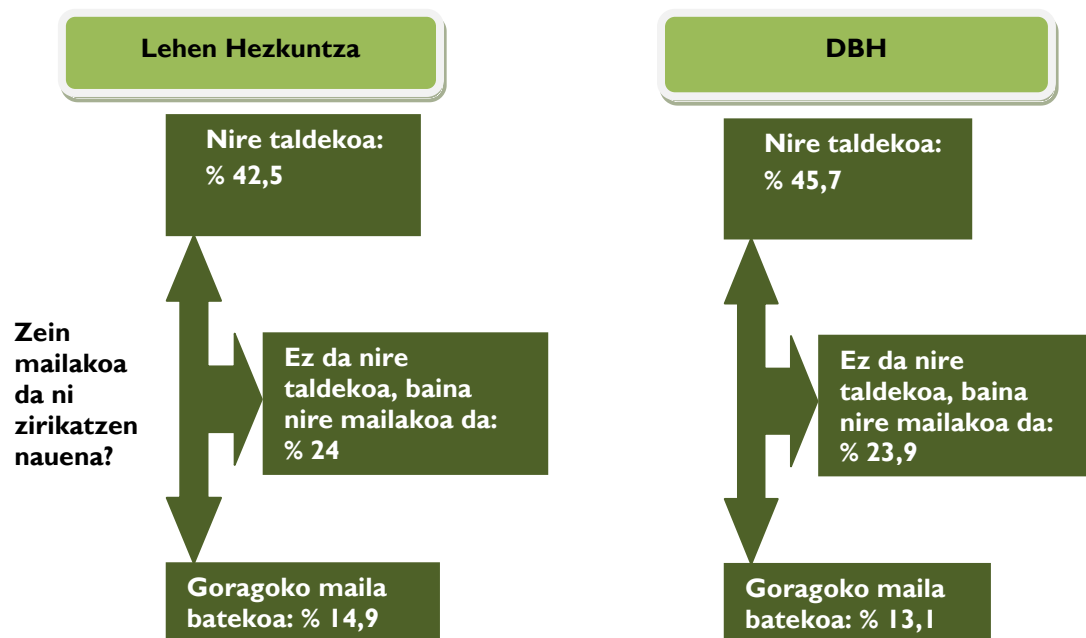 Lehen Hezkuntza
DBH
Nire taldekoa:
% 42,5
Nire taldekoa:
% 45,7
Zein
mailakoa
da ni
zirikatzen
nauena?
Ez da nire
taldekoa, baina
nire mailakoa da:
% 24
Ez da nire
taldekoa, baina
nire mailakoa da:
% 23,9
Goragoko maila
batekoa: % 14,9
Goragoko maila
batekoa: % 13,1